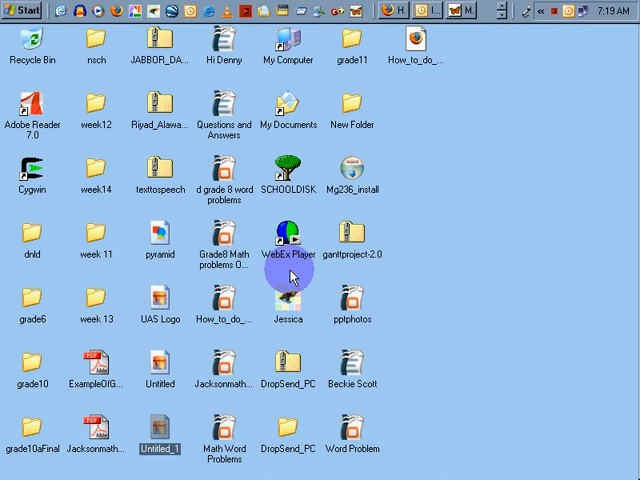 Start
H.
I..
M..
7:19 AM
Recycle Bin
nsch
JABBOR_DA...
Hi Denny
My Computer
grade11
How_to_do_...
Adobe Reader
7.0
week12
Riyad_Alawa...
Questions and
Answers
My Documents
New Folder
Cygwin
week14
texttospeech
d grade 8 word
problems
SCHOOLDISK
Mg236_install
dnld
week 11
pyramid
Grade8 Math
problems O...
WebEx Player
ganttproject-2.0
grade6
week 13
UAS Logo
How_to_do_...
Jessica
pptphotos
grade10
ExampleOfG...
Untitled
Jacksonmath...
DropSend_PC
Beckie Scott
grade10aFinal
Jacksonmath...
Untitled_1
Math Word
Problems
DropSend_PC
Word Problem